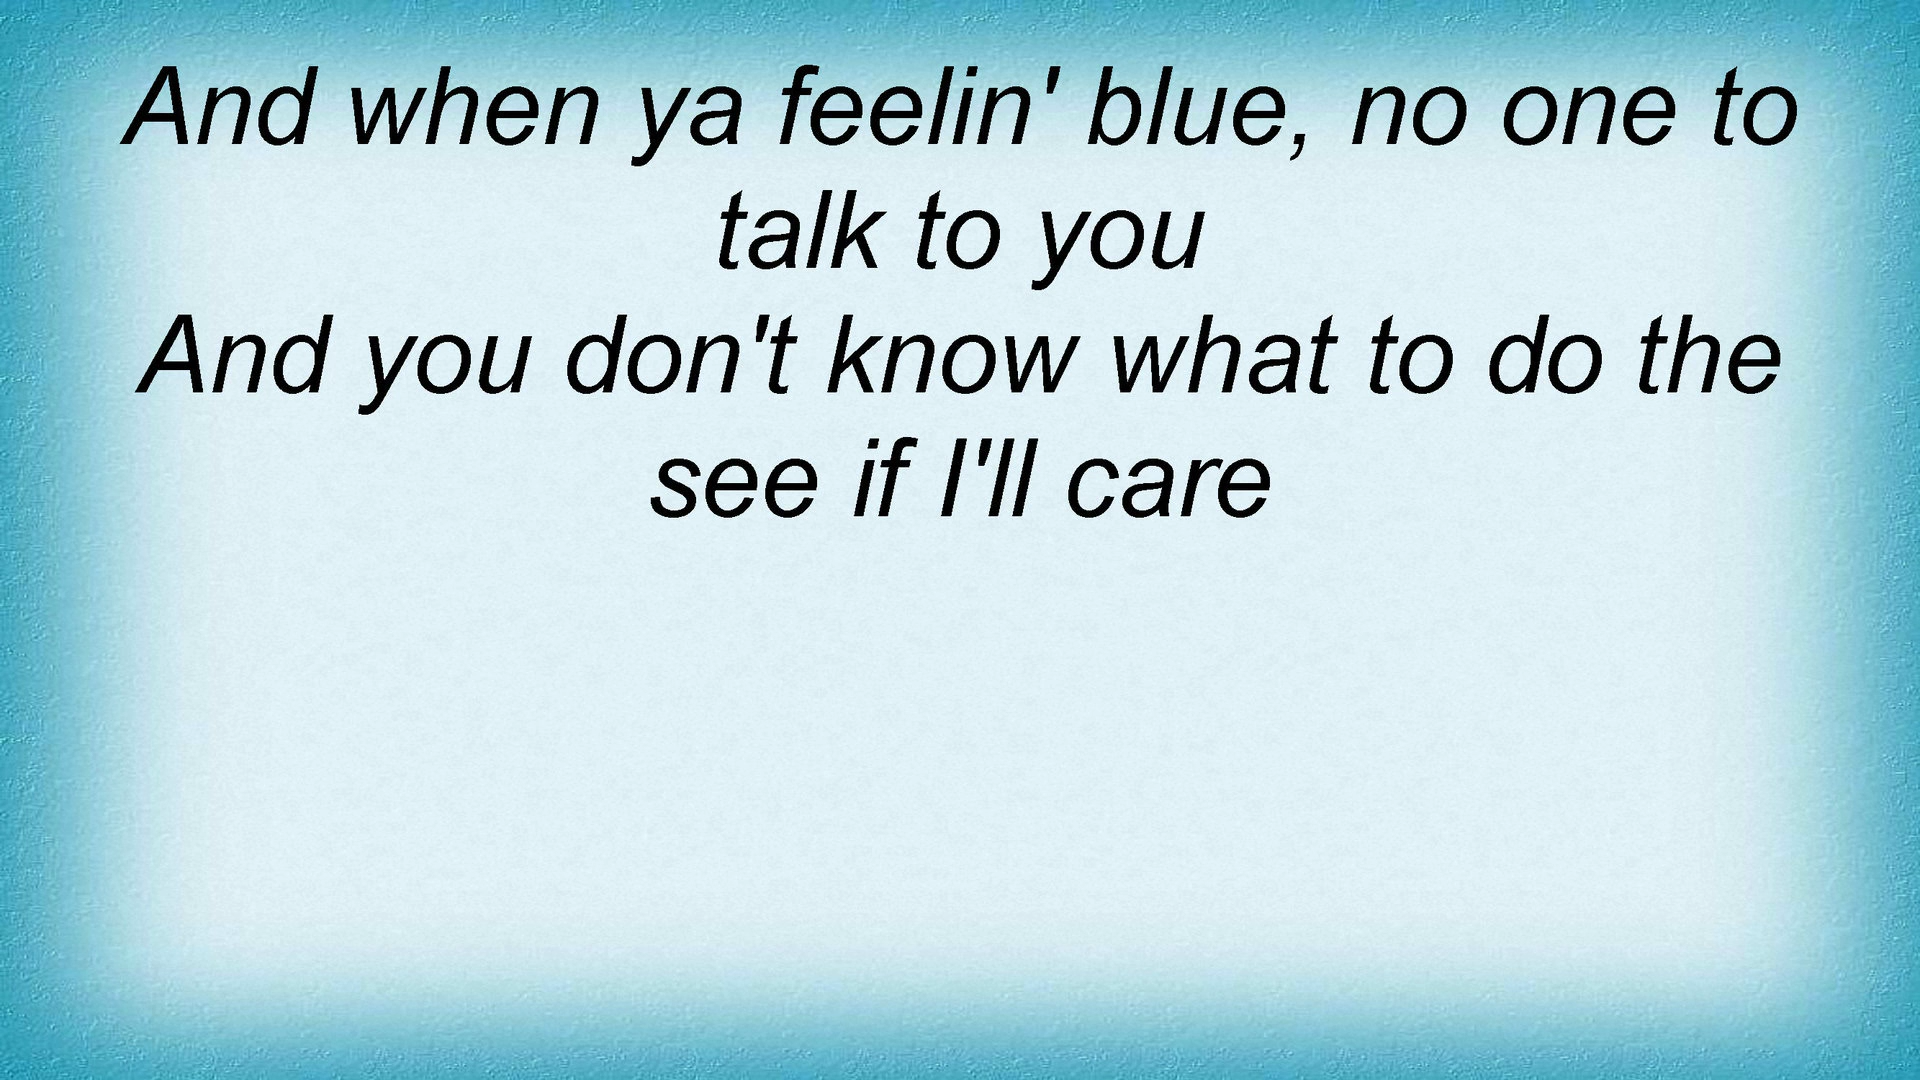 And when ya feelin' blue, no one to
talk to you
And you don't know what to do the
see if I'll care